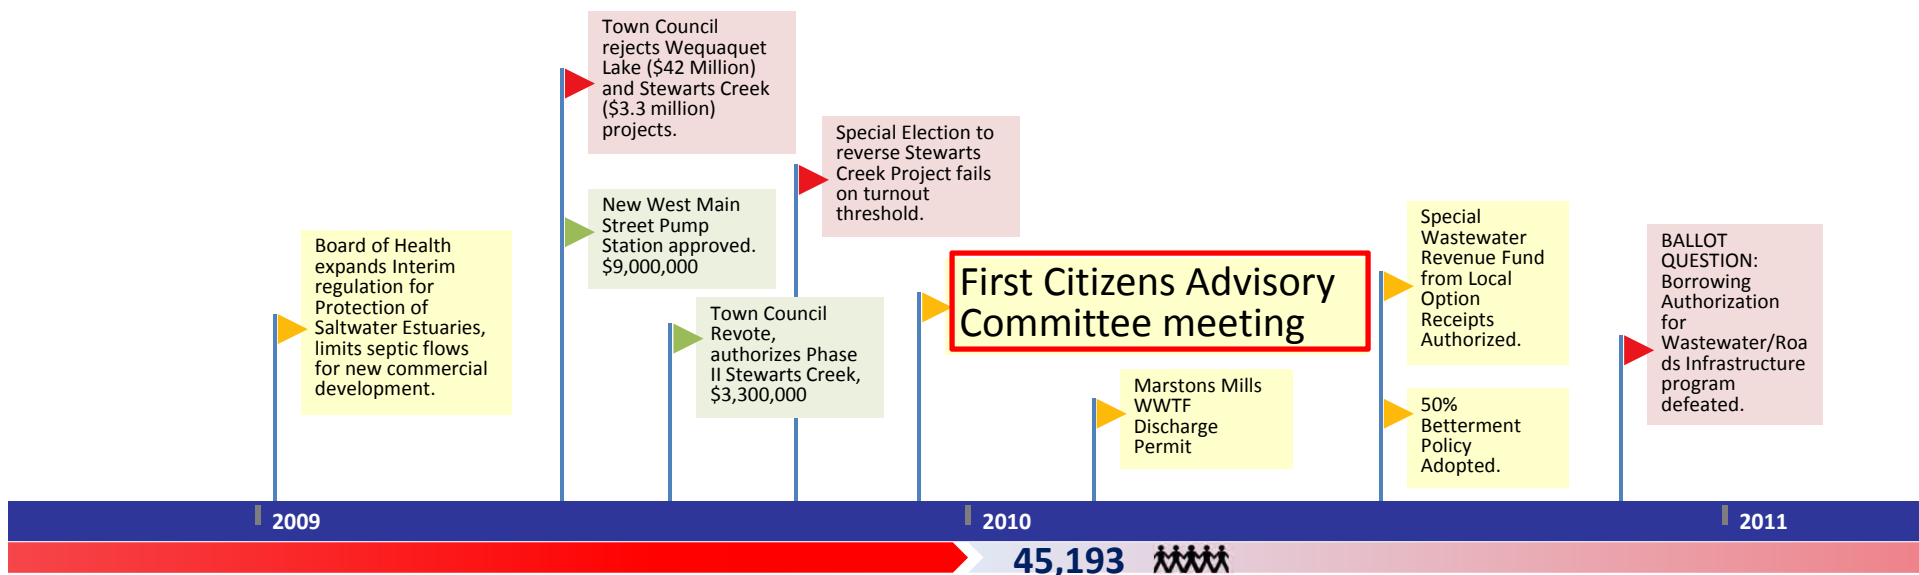 Town Council
rejects Wequaquet
Lake ($42 Million)
and Stewarts Creek
($3.3 million)
projects.
Special Election to
reverse Stewarts
Creek Project fails
on turnout
threshold.
New West Main
Street Pump
Station approved.
$9,000,000
Board of Health
expands Interim
regulation for
Protection of
Saltwater Estuaries,
limits septic flows
for new commercial
development.
Town Council
Revote,
authorizes Phase
II Stewarts Creek,
$3,300,000
First Citizens Advisory
Committee meeting
Marstons Mills
WWTF
Discharge
Permit
Special
Wastewater
Revenue Fund
from Local
Option
Receipts
Authorized.
50%
Betterment
Policy
Adopted.
BALLOT
QUESTION:
Borrowing
Authorization
for
Wastewater/Roa
ds Infrastructure
program
defeated.
2009
2010
2011
45,193